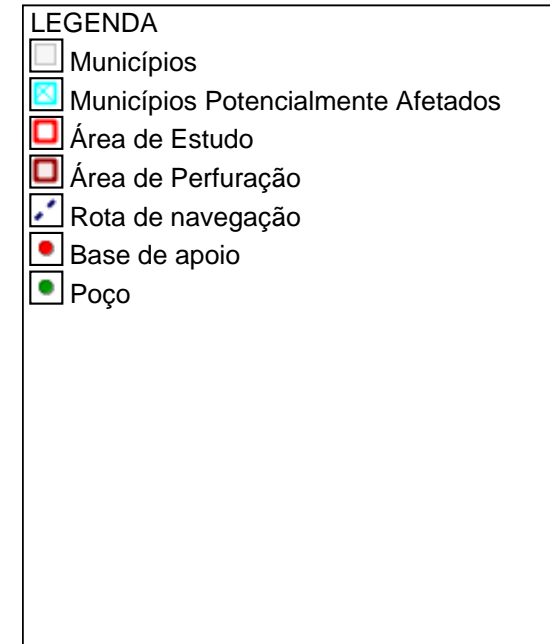 LEGENDA
Municípios
Municípios Potencialmente Afetados
Área de Estudo
Área de Perfuração
Rota de navegação
Base de apoio
Poço